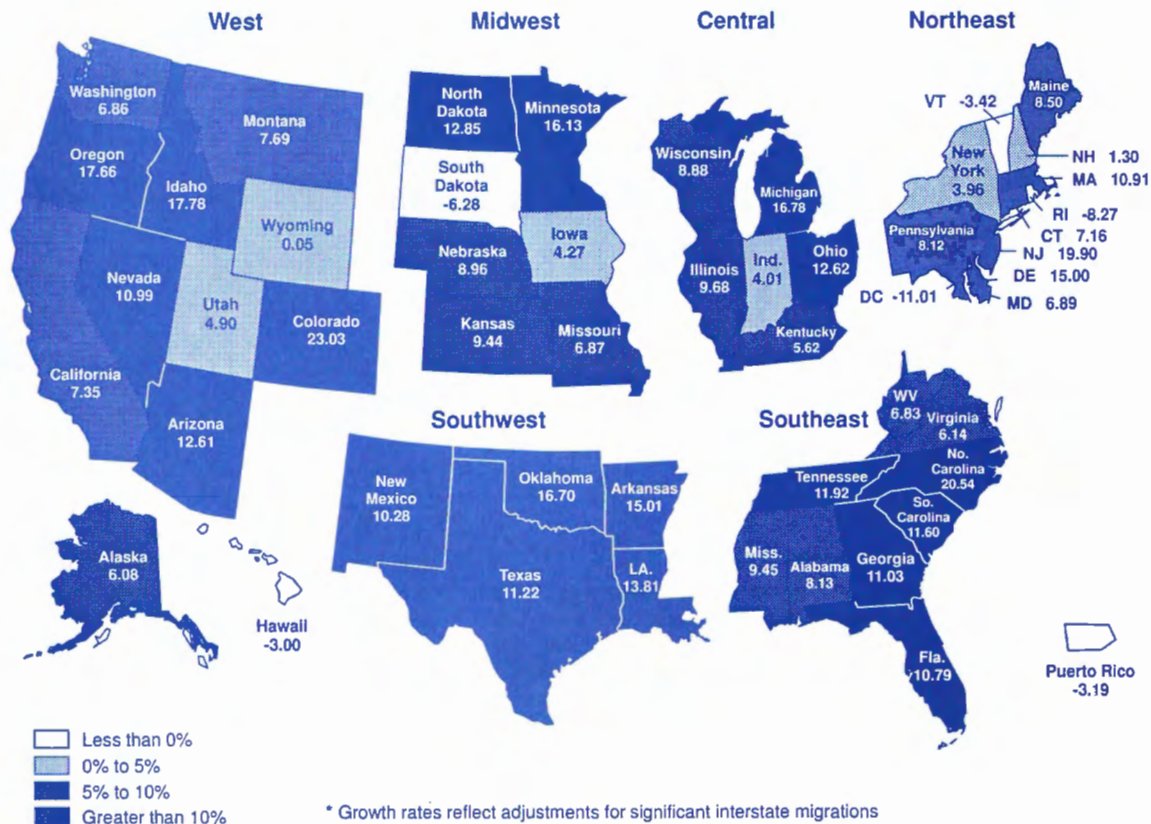 West
Midwest
Central
Northeast
Washington
6.86
Montana
7.69
Oregon
17.66
Idaho
17.78
Wyoming
0.05
Nevada
10.99
Utah
4.90
Colorado
23.03
California
7.35
Arizona
12.61
North
Dakota
12.85
Minnesota
16.13
South
Dakota
-6.28
Iowa
4.27
Nebraska
8.96
Kansas
9.44
Missouri
6.87
Wisconsin
8.88
Michigan
16.78
Illinois
9.68
Ind.
4.01
Ohio
12.62
Kentucky
5.62
Maine
8.50
VT -3.42
New
York
3.96
NH 1.30
MA 10.91
RI -8.27
CT 7.16
Pennsylvania
8.12
NJ 19.90
DE 15.00
DC -11.01
MD 6.89
Southwest
Southeast
New
Mexico
10.28
Oklahoma
16.70
Arkansas
15.01
Texas
11.22
LA.
13.81
WV
6.83
Virginia
6.14
No.
Carolina
20.54
Tennessee
11.92
So.
Carolina
11.60
Miss.
9.45
Alabama
8.13
Georgia
11.03
Fla.
10.79
Alaska
6.08
Hawaii
-3.00
Puerto Rico
-3.19
Less than 0%
0% to 5%
5% to 10%
Greater than 10%
* Growth rates reflect adjustments for significant interstate migrations